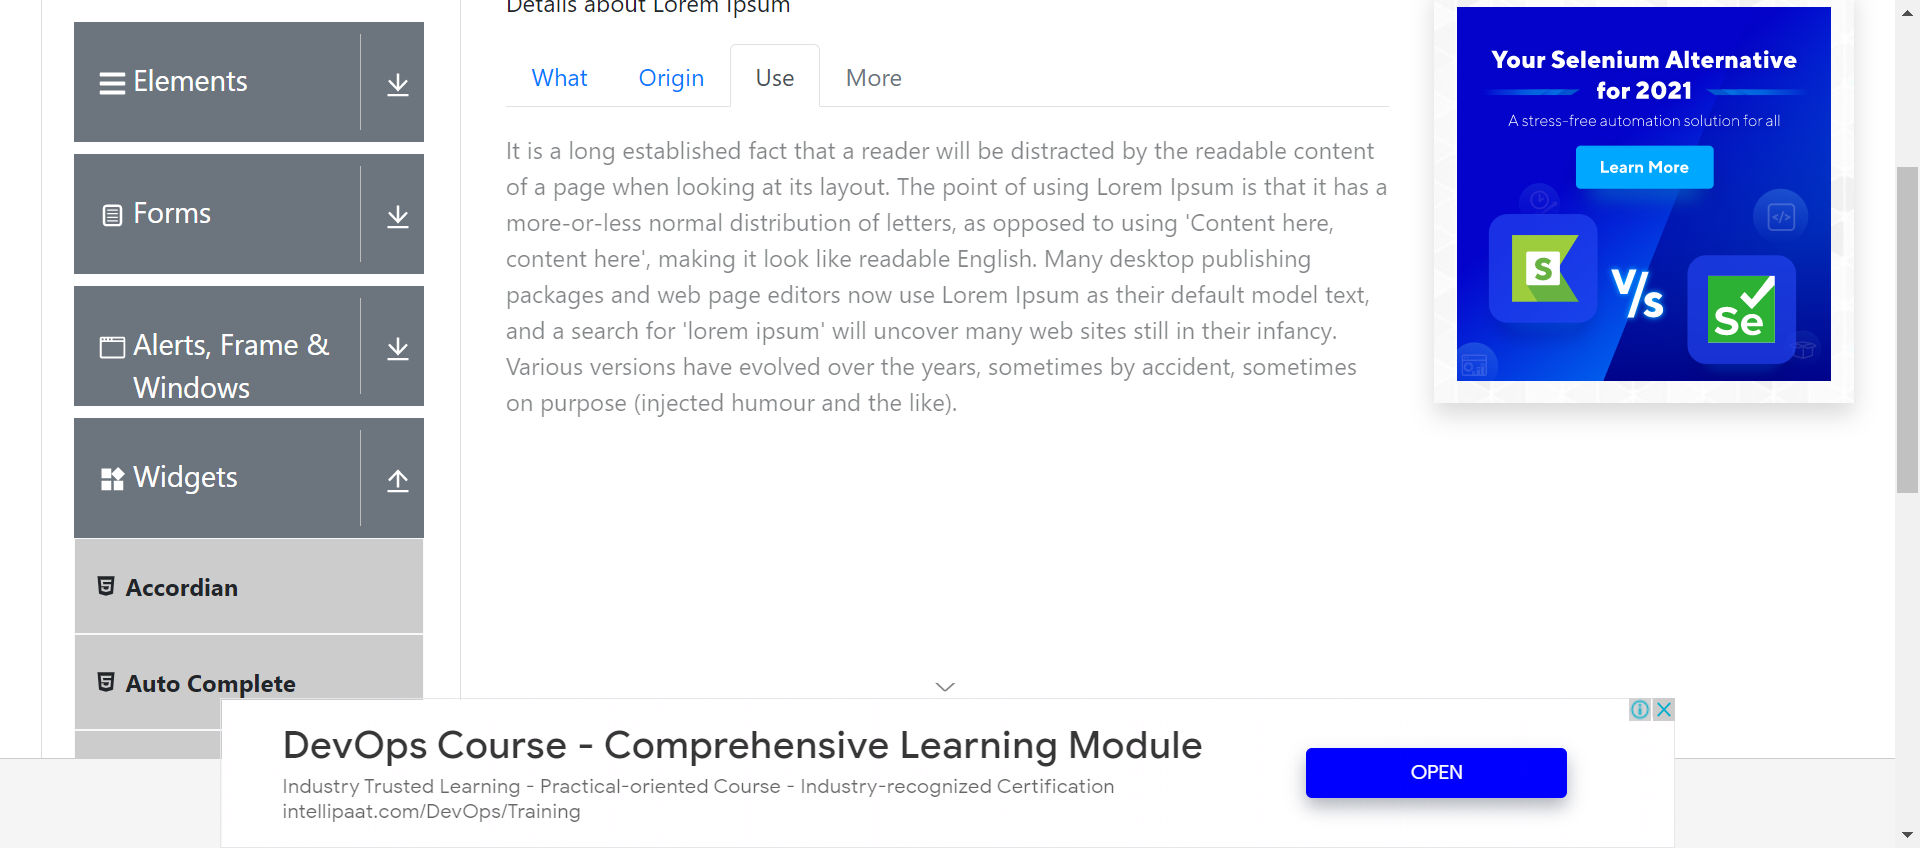 Details about Lorem Ipsum
Elements
Forms
Alerts, Frame &
Windows
Widgets
Accordian
Auto Complete
What Origin Use More
It is a long established fact that a reader will be distracted by the readable content
of a page when looking at its layout. The point of using Lorem Ipsum is that it has a
more-or-less normal distribution of letters, as opposed to using 'Content here,
content here', making it look like readable English. Many desktop publishing
packages and web page editors now use Lorem Ipsum as their default model text,
and a search for 'lorem ipsum' will uncover many web sites still in their infancy.
Various versions have evolved over the years, sometimes by accident, sometimes
on purpose (injected humour and the like).
Your Selenium Alternative
for 2021
A stress-free automation solution for all
Learn More
S
V/s
Se
DevOps Course - Comprehensive Learning Module
Industry Trusted Learning - Practical-oriented Course - Industry-recognized Certification
intellipaat.com/DevOps/Training
OPEN